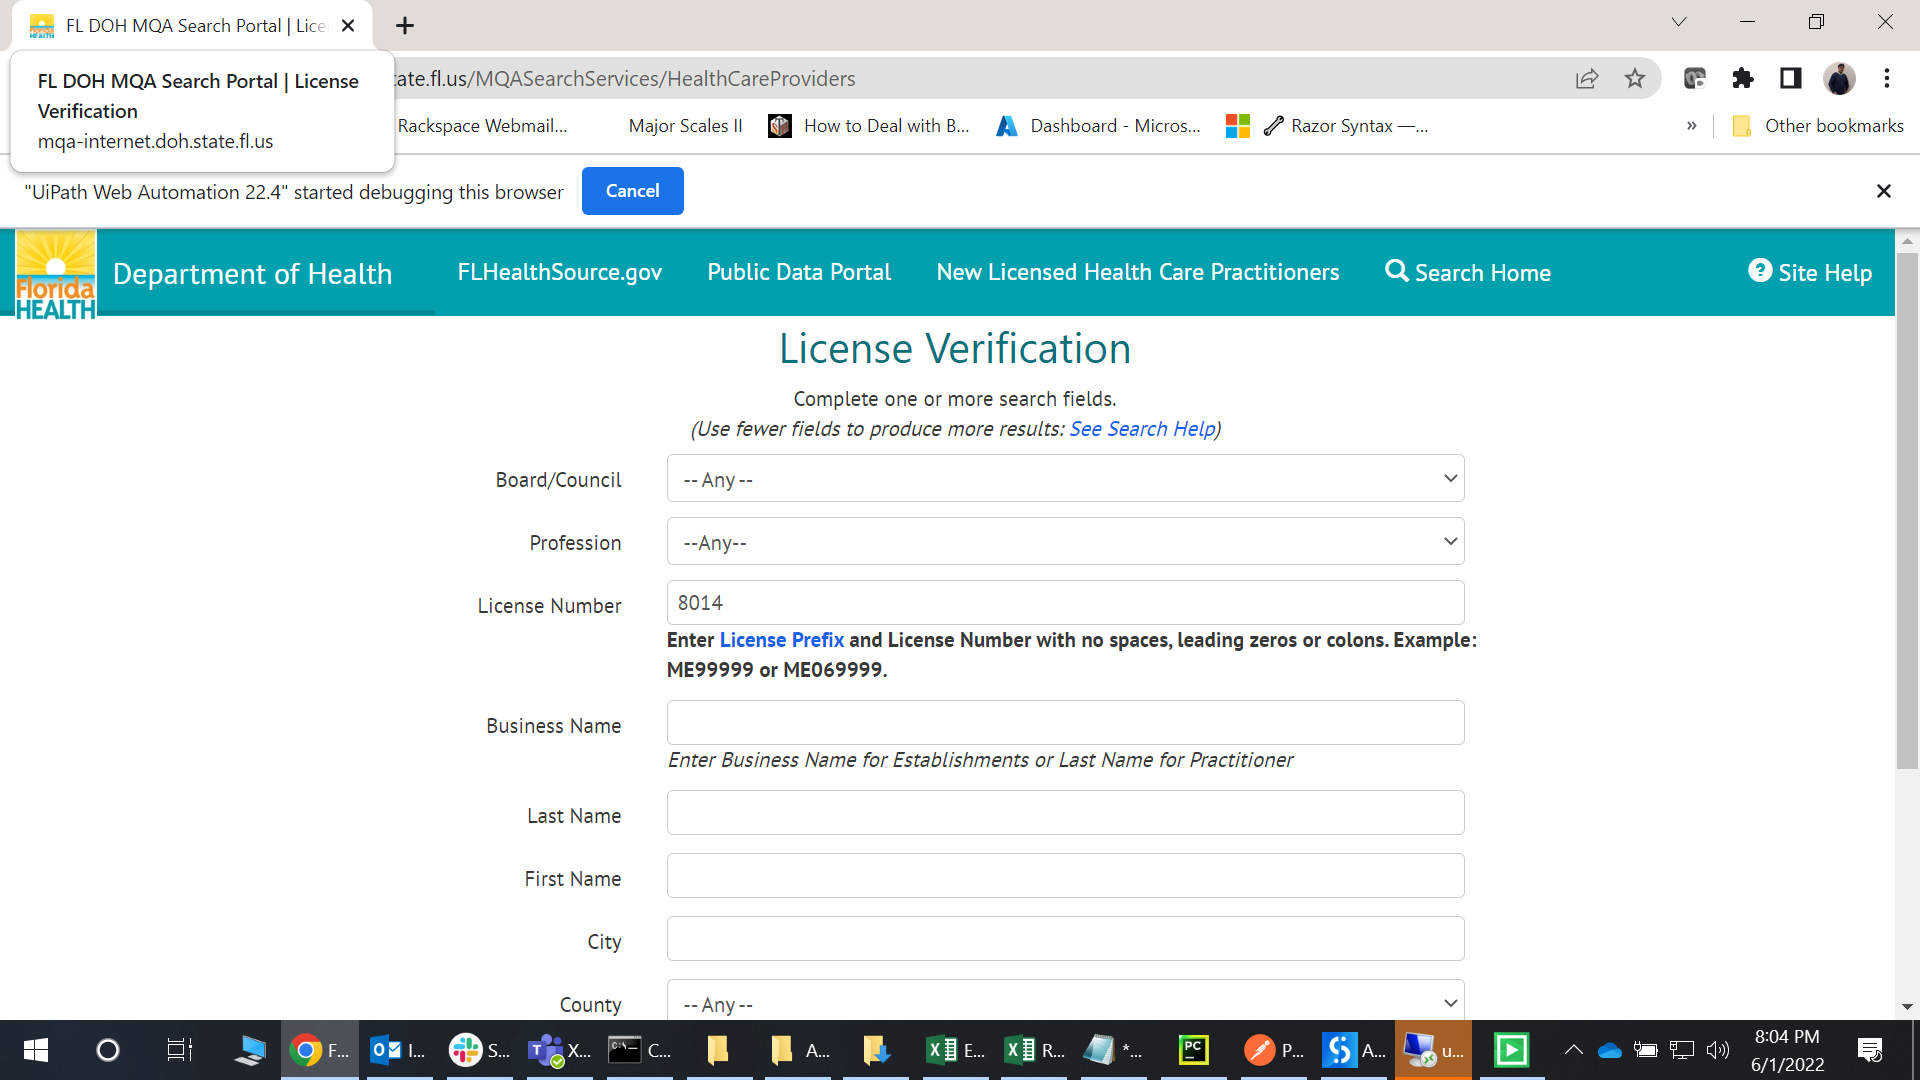 FL DOH MQA Search Portal | Lice
FL DOH MQA Search Portal | License
Verification
mqa-internet.doh.state.fl.us
ate.fl.us/MQASearchServices/HealthCareProviders
Rackspace Webmail... Major Scales II How to Deal with B... Dashboard - Micros... Razor Syntax —... » Other bookmarks
"UiPath Web Automation 22.4" started debugging this browser Cancel
Florida
HEALTH
Department of Health FLHealthSource.gov Public Data Portal New Licensed Health Care Practitioners Search Home Site Help
License Verification
Complete one or more search fields.
(Use fewer fields to produce more results: See Search Help)
Board/Council -- Any --
Profession --Any--
License Number 8014
Enter License Prefix and License Number with no spaces, leading zeros or colons. Example:
ME99999 or ME069999.
Business Name
Enter Business Name for Establishments or Last Name for Practitioner
Last Name
First Name
City
County -- Any --
F... I... S... X... C... A... E... R... *... PC P... A... u...
8:04 PM
6/1/2022